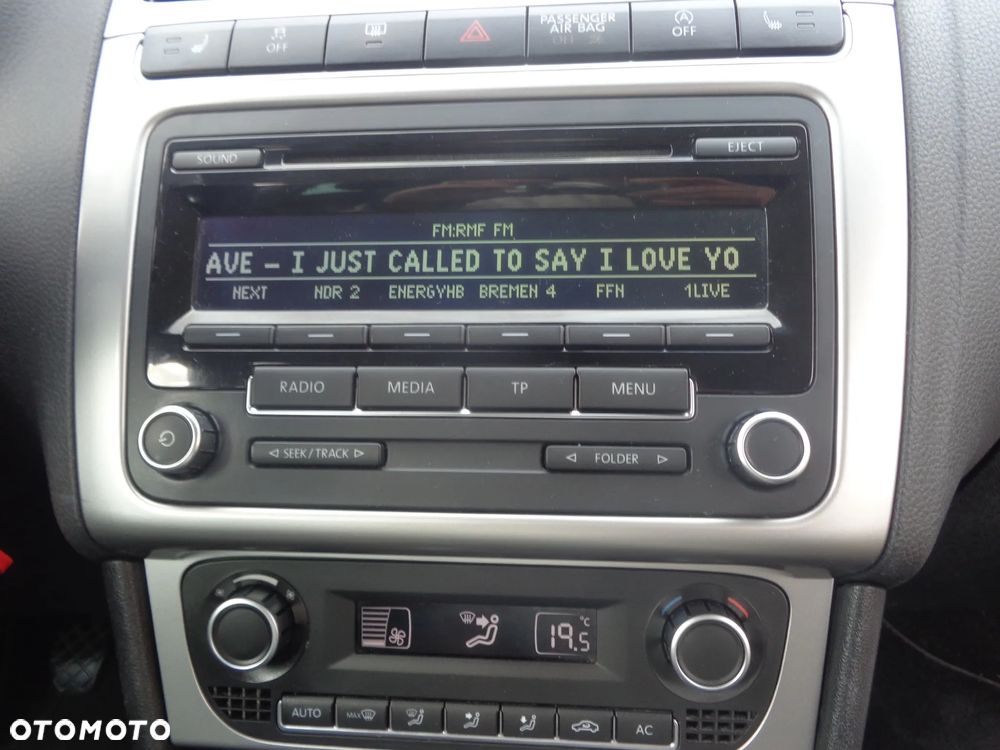 OFF
PASSENGER
AIR BAG
OFF
OFF
SOUND
EJECT
FM:RMF FM
AVE - I JUST CALLED TO SAY I LOVE YO
NEXT NDR 2 ENERGYHB BREMEN 4 FFN 1LIVE
RADIO MEDIA TP MENU
SEEK/TRACK
FOLDER
19.5 °C
AUTO MAX AC
OTOMOTO